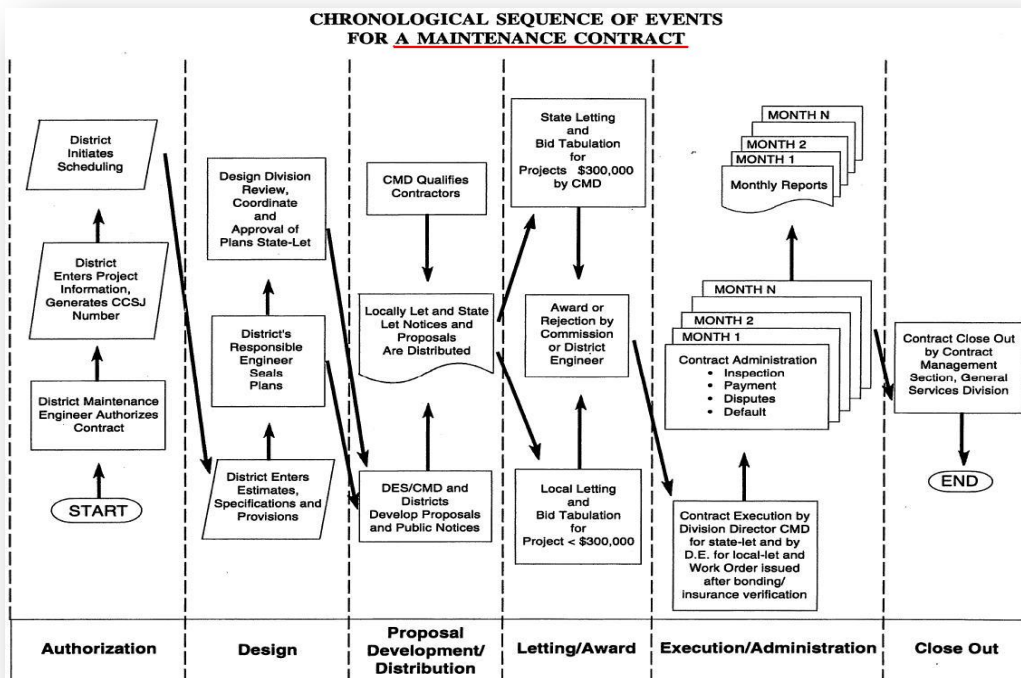 CHRONOLOGICAL SEQUENCE OF EVENTS
FOR A MAINTENANCE CONTRACT
District
Initiates
Scheduling
District
Enters Project
Information,
Generates CCSJ
Number
District Maintenance
Engineer Authorizes
Contract
START
Design Division
Review,
Coordinate
and
Approval of
Plans State-Let
District's
Responsible
Engineer
Seals
Plans
District Enters
Estimates,
Specifications and
Provisions
CMD Qualifies
Contractors
Locally Let and State
Let Notices and
Proposals
Are Distributed
DES/CMD and
Districts
Develop Proposals
and Public Notices
State Letting
and
Bid Tabulation
for
Projects $300,000
by CMD
Award or
Rejection by
Commission
or District
Engineer
Local Letting
and
Bid Tabulation
for
Project < $300,000
MONTH N
MONTH 2
MONTH 1
Monthly Reports
MONTH N
MONTH 2
MONTH 1
Contract Administration
• Inspection
• Payment
• Disputes
• Default
Contract Execution by
Division Director CMD
for state-let and by
D.E. for local-let and
Work Order issued
after bonding/
insurance verification
Contract Close Out
by Contract
Management
Section, General
Services Division
END
Authorization
Design
Proposal
Development/
Distribution
Letting/Award
Execution/Administration
Close Out